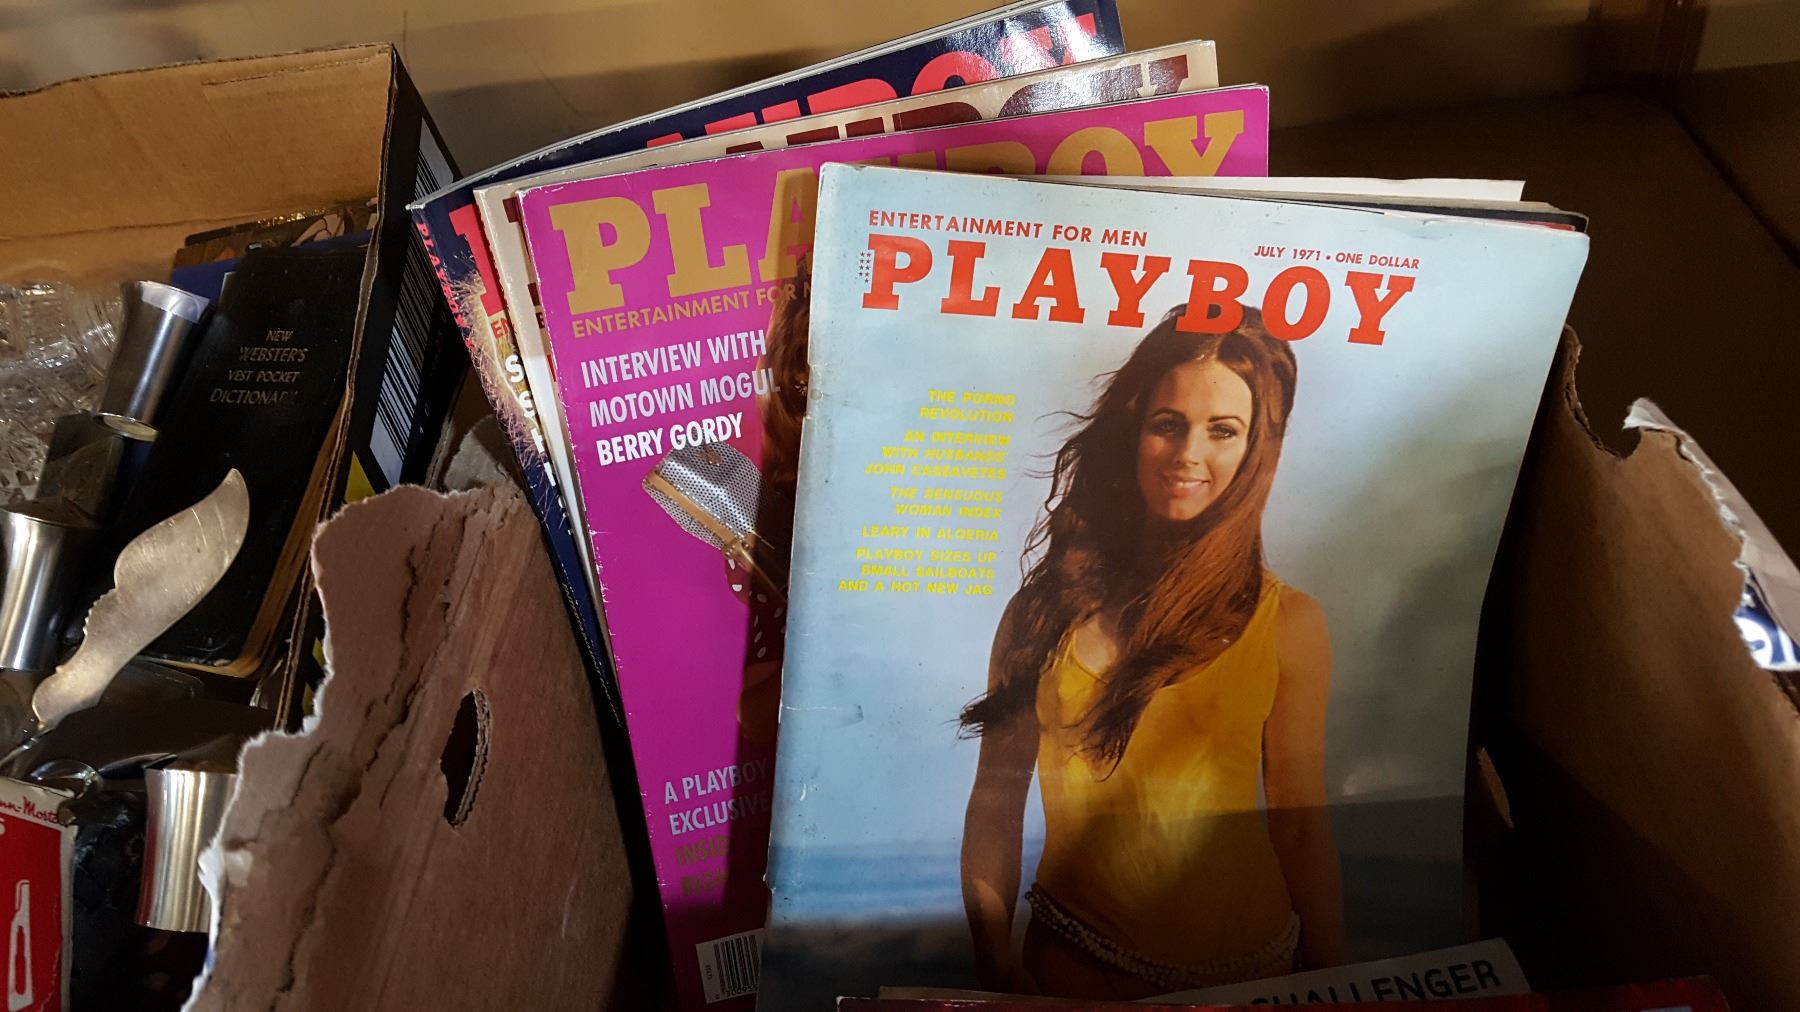 NEW
WEBSTER'S
VEST POCKET
DICTIONARY
PLAYBOY
ENTERTAINMENT FOR
INTERVIEW WITH
MOTOWN MOGUL
BERRY GORDY
A PLAYBOY
EXCLUSIVE
ENTERTAINMENT FOR MEN
JULY 1971 • ONE DOLLAR
PLAYBOY
THE PORNO
REVOLUTION
AN INTERVIEW
WITH HUSBANDS'
JOHN CASSAVETES
THE SENSUOUS
WOMAN INDEX
LEARY IN ALGERIA
PLAYBOY SIZES UP
SMALL SAILBOATS
AND A HOT NEW JAG
CHALLENGER